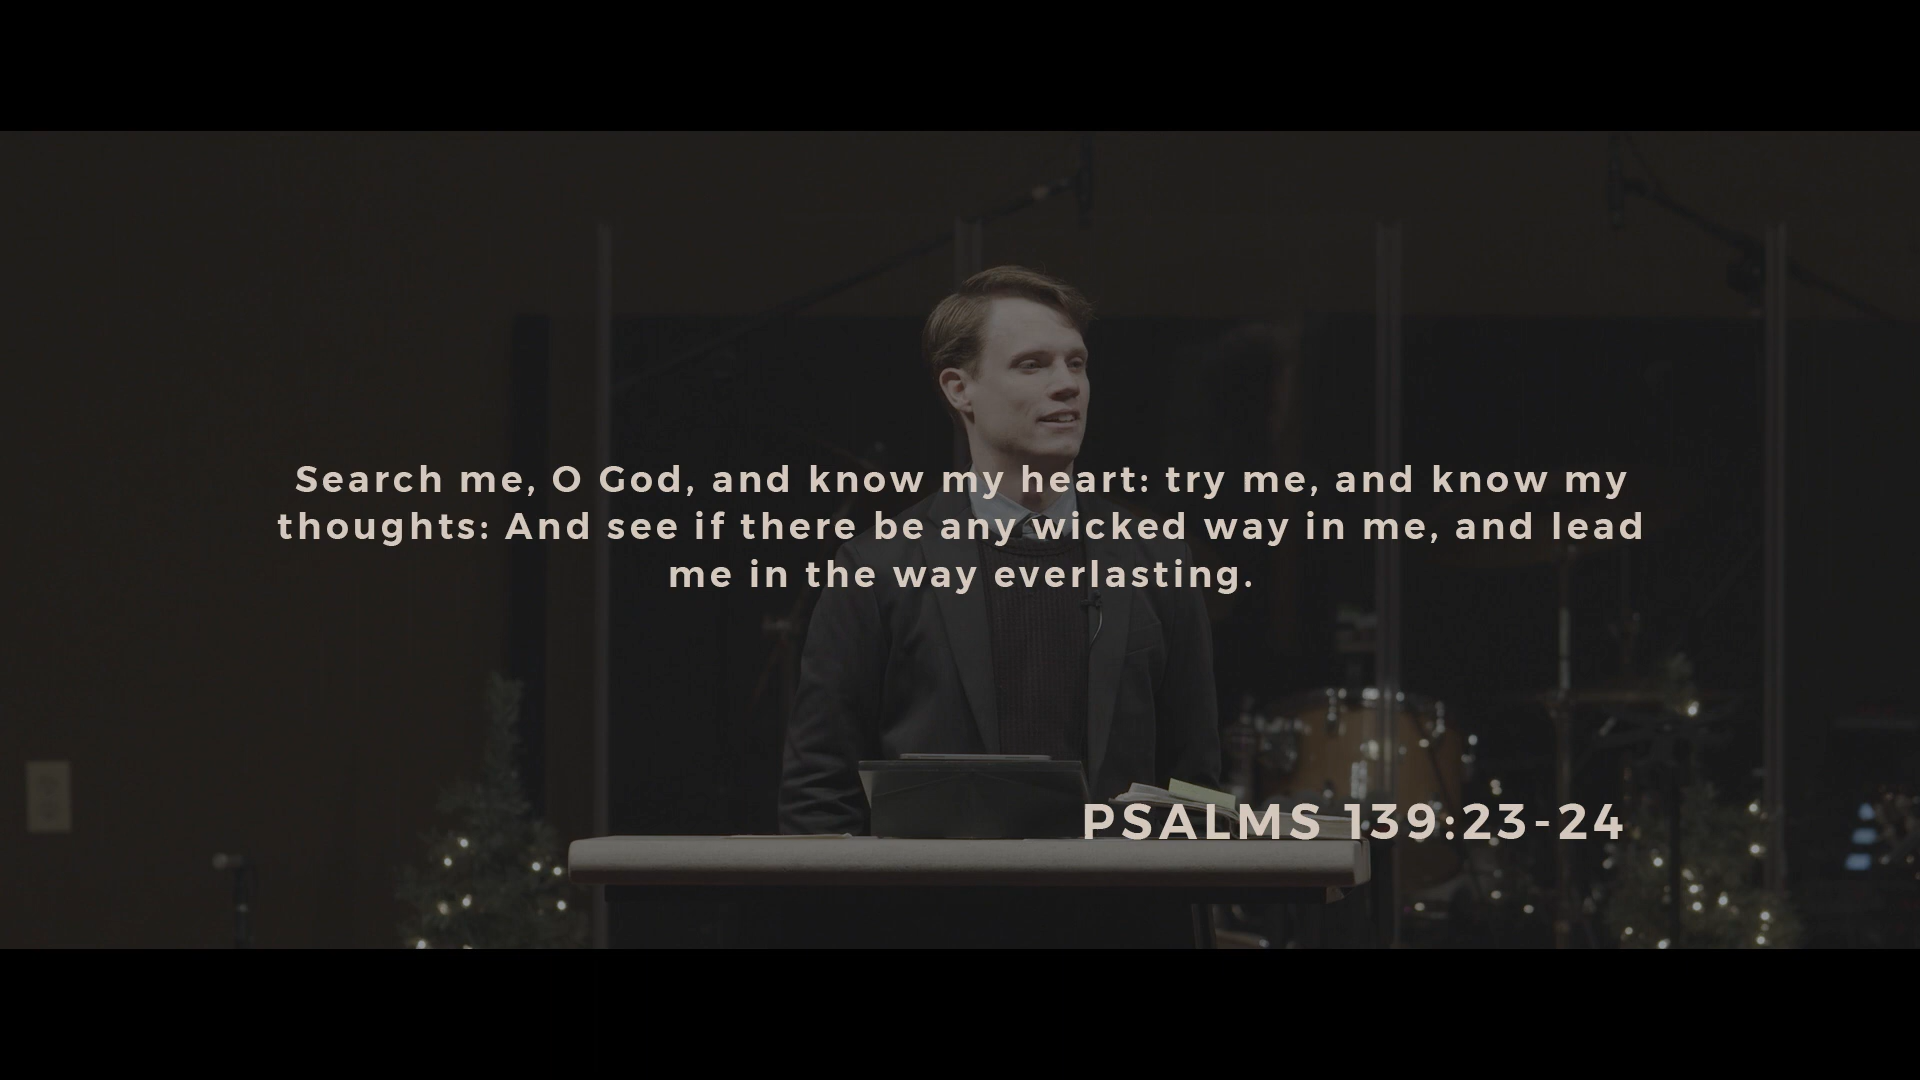 Search me, O God, and know my heart: try me, and know my
thoughts: And see if there be any wicked way in me, and lead
me in the way everlasting.
PSALMS 139:23-24